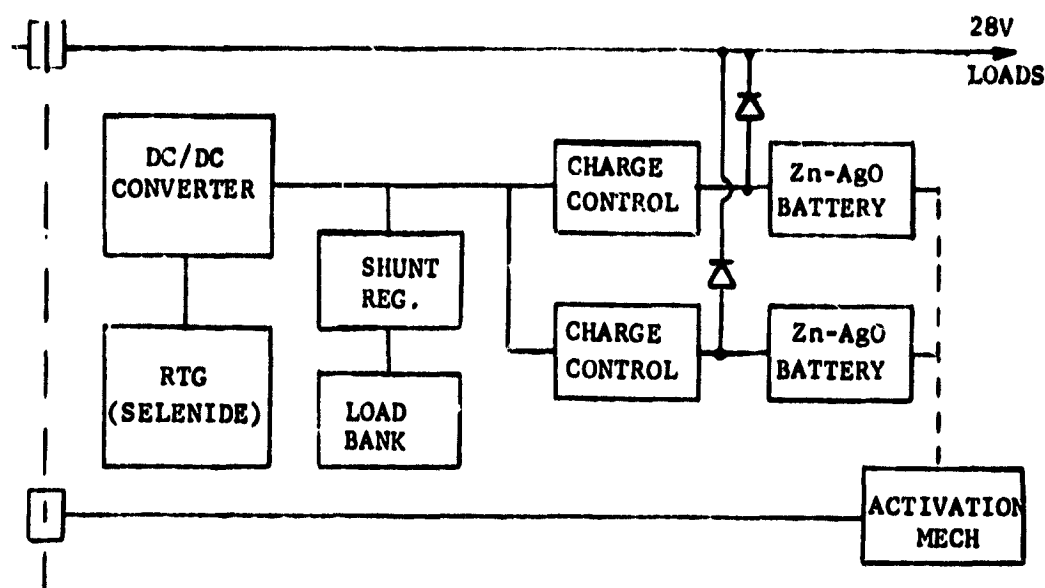 28V
LOADS
DC/DC
CONVERTER
CHARGE
CONTROL
Zn-AgO
BATTERY
SHUNT
REG.
CHARGE
CONTROL
Zn-AgO
BATTERY
RTG
(SELENIDE)
LOAD
BANK
ACTIVATION
MECH